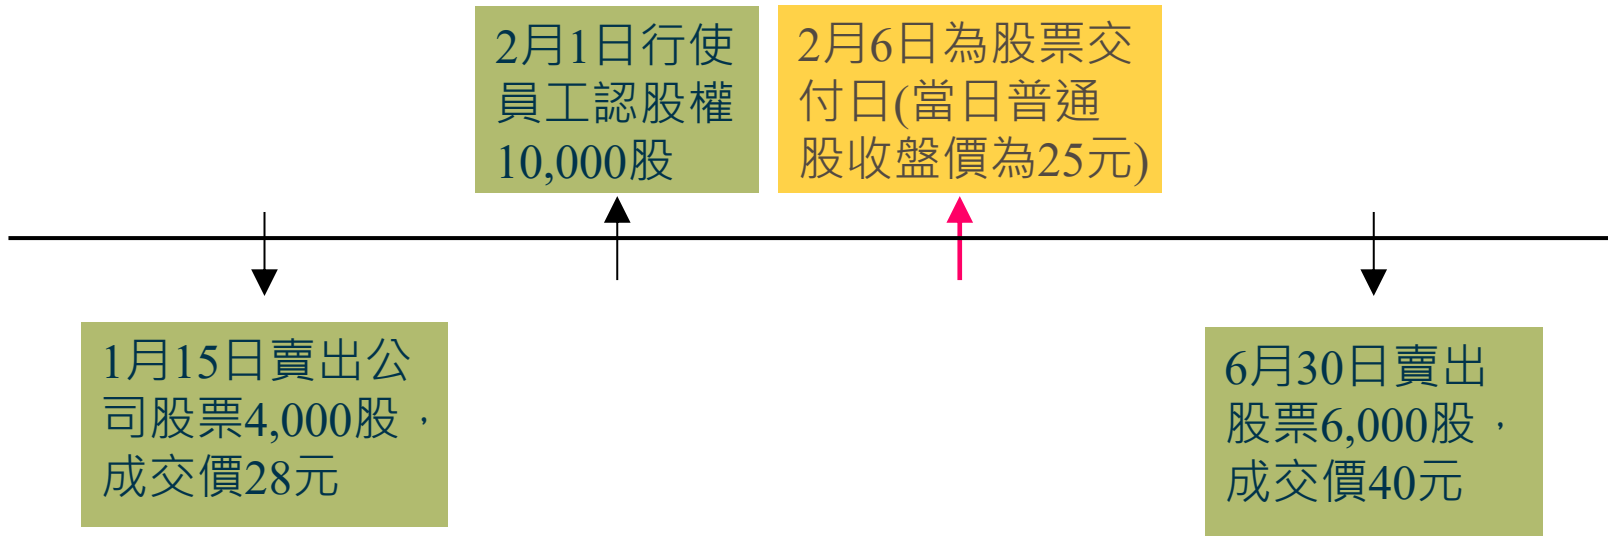 2月1日行使
員工認股權
10,000股
2月6日為股票交
付日(當日普通
股收盤價為25元)
1月15日賣出公
司股票4,000股，
成交價28元
6月30日賣出
股票6,000股，
成交價40元